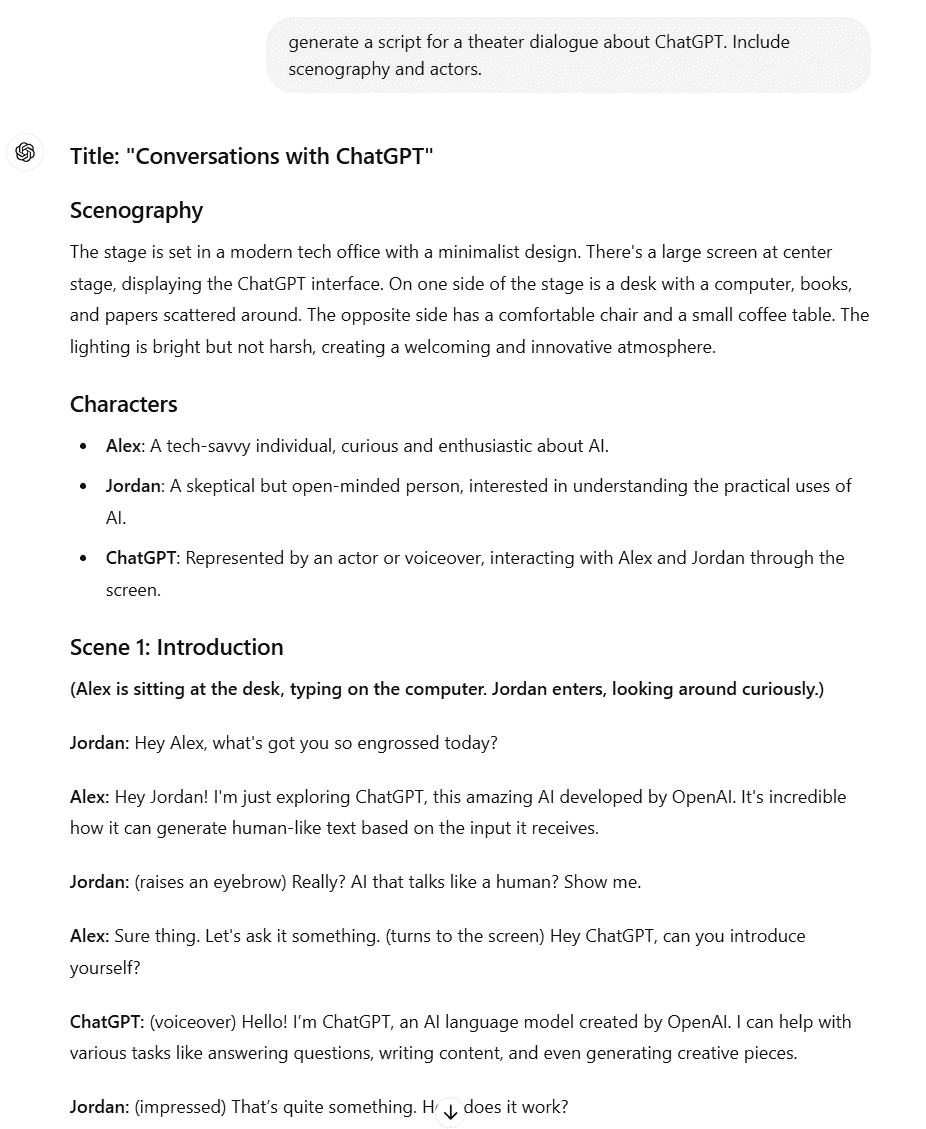 generate a script for a theater dialogue about ChatGPT. Include
scenography and actors.
Title: "Conversations with ChatGPT"
Scenography
The stage is set in a modern tech office with a minimalist design. There's a large screen at center
stage, displaying the ChatGPT interface. On one side of the stage is a desk with a computer, books,
and papers scattered around. The opposite side has a comfortable chair and a small coffee table. The
lighting is bright but not harsh, creating a welcoming and innovative atmosphere.
Characters
• Alex: A tech-savvy individual, curious and enthusiastic about AI.
• Jordan: A skeptical but open-minded person, interested in understanding the practical uses of
AI.
• ChatGPT: Represented by an actor or voiceover, interacting with Alex and Jordan through the
screen.
Scene 1: Introduction
(Alex is sitting at the desk, typing on the computer. Jordan enters, looking around curiously.)
Jordan: Hey Alex, what's got you so engrossed today?
Alex: Hey Jordan! I'm just exploring ChatGPT, this amazing AI developed by OpenAI. It's incredible
how it can generate human-like text based on the input it receives.
Jordan: (raises an eyebrow) Really? AI that talks like a human? Show me.
Alex: Sure thing. Let's ask it something. (turns to the screen) Hey ChatGPT, can you introduce
yourself?
ChatGPT: (voiceover) Hello! I’m ChatGPT, an AI language model created by OpenAI. I can help with
various tasks like answering questions, writing content, and even generating creative pieces.
Jordan: (impressed) That’s quite something. does it work?